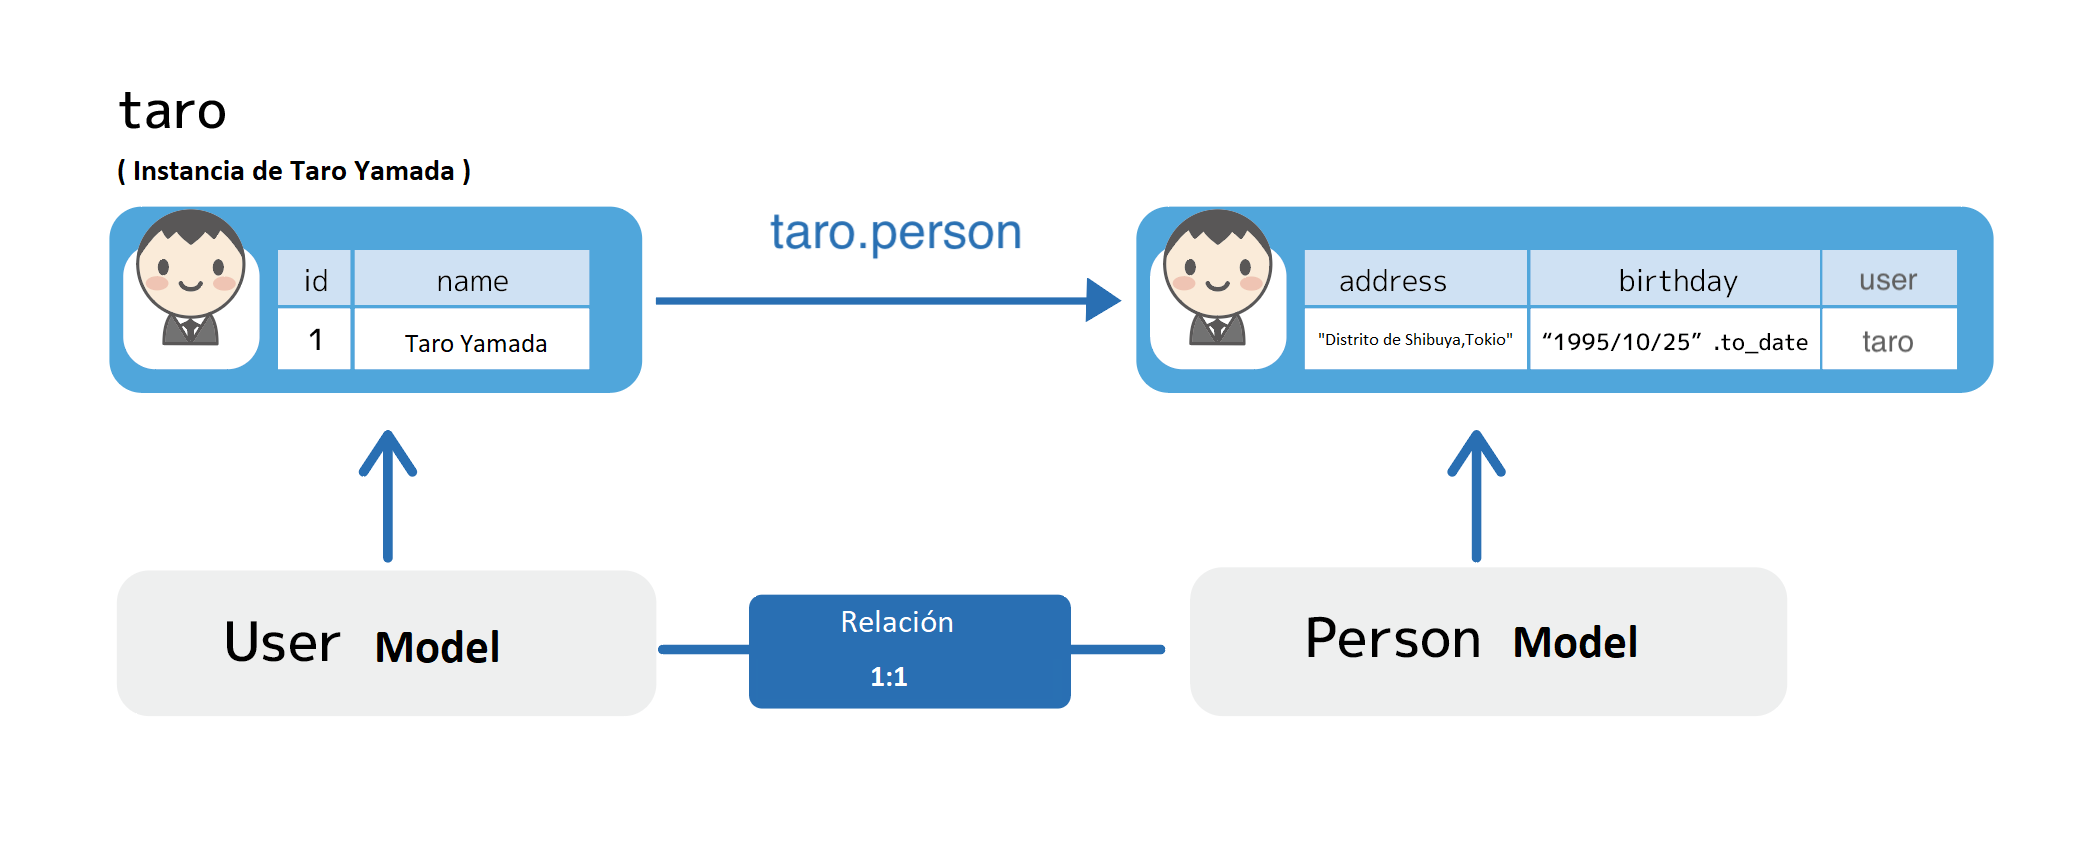 taro
( Instancia de Taro Yamada )
id name
1 Taro Yamada
taro.person
address birthday user
"Distrito de Shibuya,Tokio" “1995/10/25” .to_date taro
User Model
Relación
1:1
Person Model